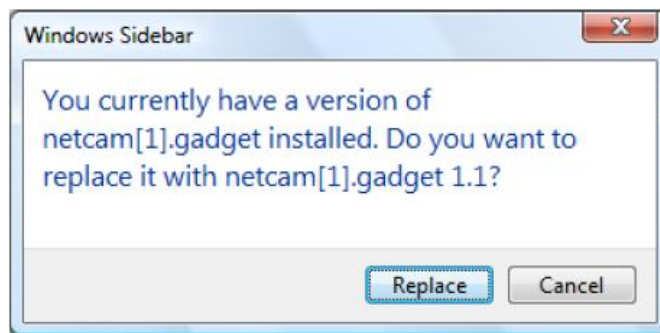 Windows Sidebar
You currently have a version of
netcam[1].gadget installed. Do you want to
replace it with netcam[1].gadget 1.1?
Replace
Cancel